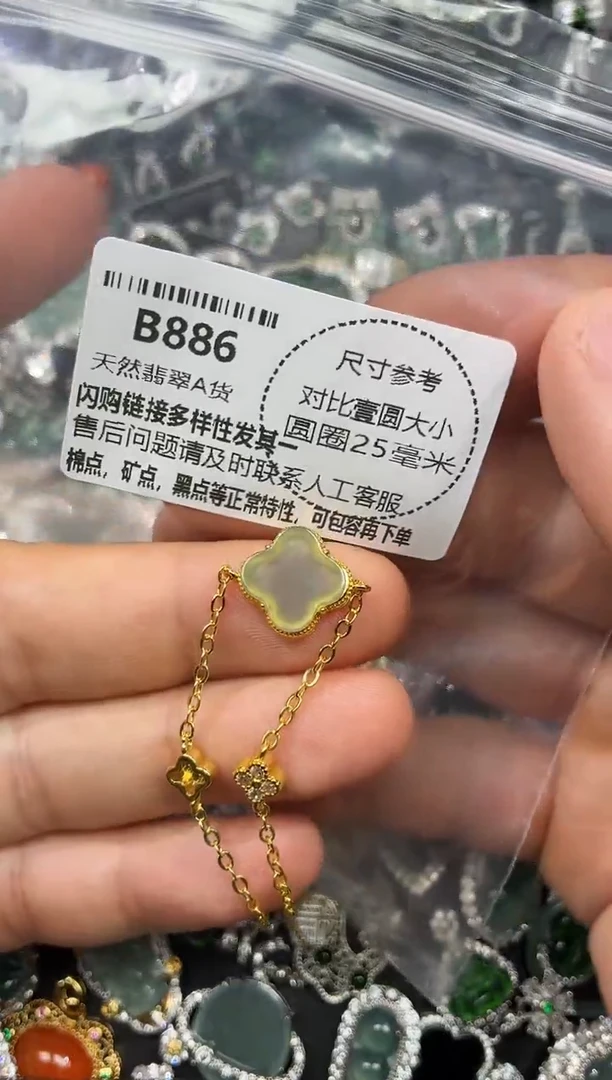 B886
天然翡翠A货
闪购链接多样性发其一
售后问题请及时联系人工客服
棉点，矿点，黑点等正常特性，可包容再下单
尺寸参考
对比壹圆大小
圆圈25毫米